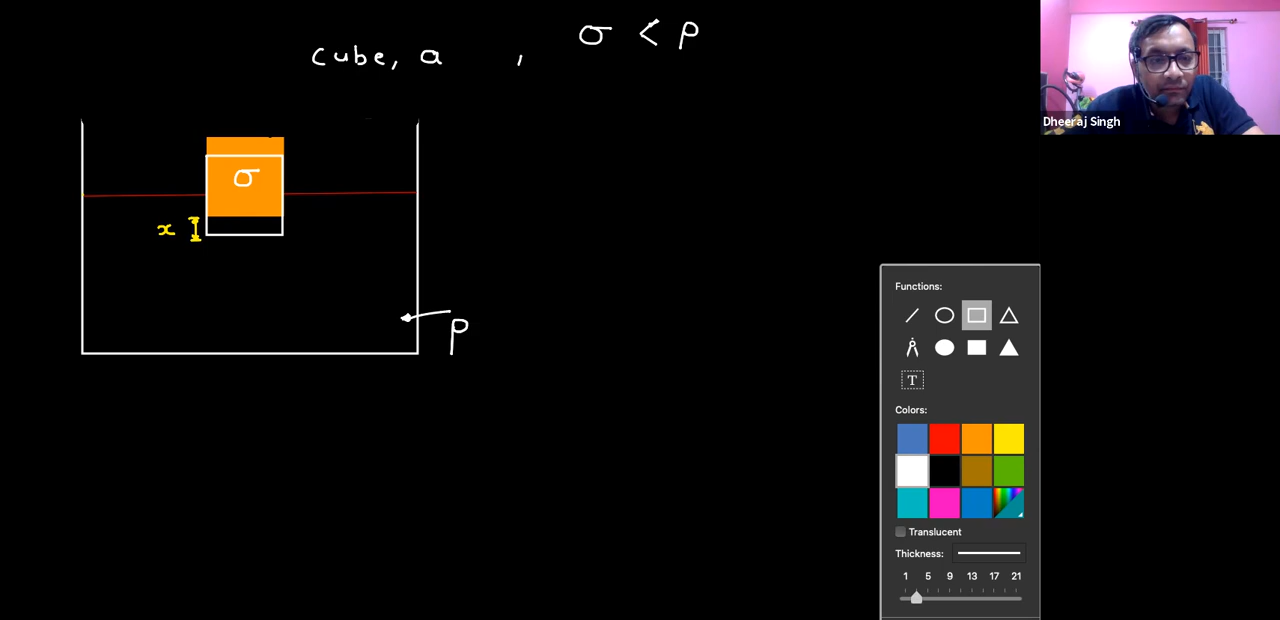 cube, a , σ < ρ
Dheeraj Singh
σ
x
ρ
Functions:
T
Colors:
Translucent
Thickness:
1 5 9 13 17 21